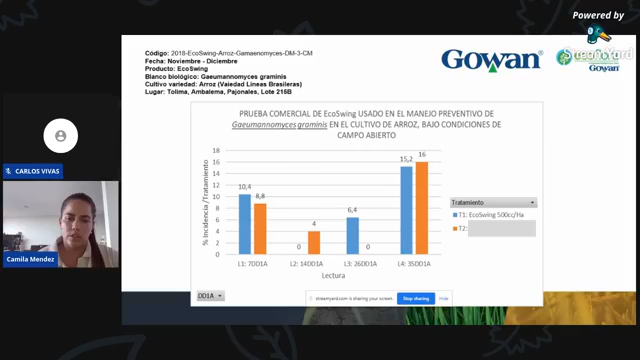 Powered by
StreamYard
Código: 2018-EcoSwing-Arroz-Gamaenomyces-DM-3-CM
Fecha: Noviembre - Diciembre
Producto: EcoSwing
Blanco biológico: Gaeumannomyces graminis
Cultivo variedad: Arroz (Vaiedad Lineas Brasileras)
Lugar: Tolima, Ambalema, Pajonales, Lote 215B
Gowan®
Gowan
PRUEBA COMERCIAL DE EcoSwing USADO EN EL MANEJO PREVENTIVO DE
Gaeumannomyces graminis EN EL CULTIVO DE ARROZ, BAJO CONDICIONES DE
CAMPO ABIERTO
% Incidencia /Tratamiento
18
16
14
12
10
8
6
4
2
0
10,4
8,8
0
4
6,4
0
15,2
16
L1: 7DD1A
L2: 14DD1A
L3: 26DD1A
L4: 35DD1A
Lectura
Tratamiento
T1: EcoSwing 500cc/Ha
T2:
DD1A
streamyard.com is sharing your screen.
Stop sharing
Hide
CARLOS VIVAS
Camila Mendez